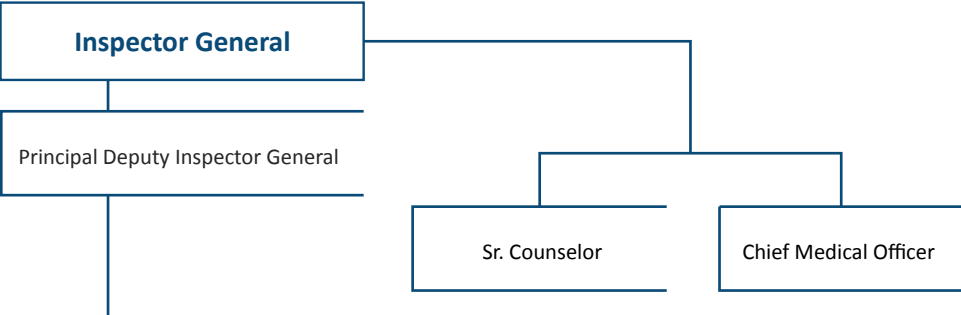 Inspector General
Principal Deputy Inspector General
Sr. Counselor
Chief Medical Officer